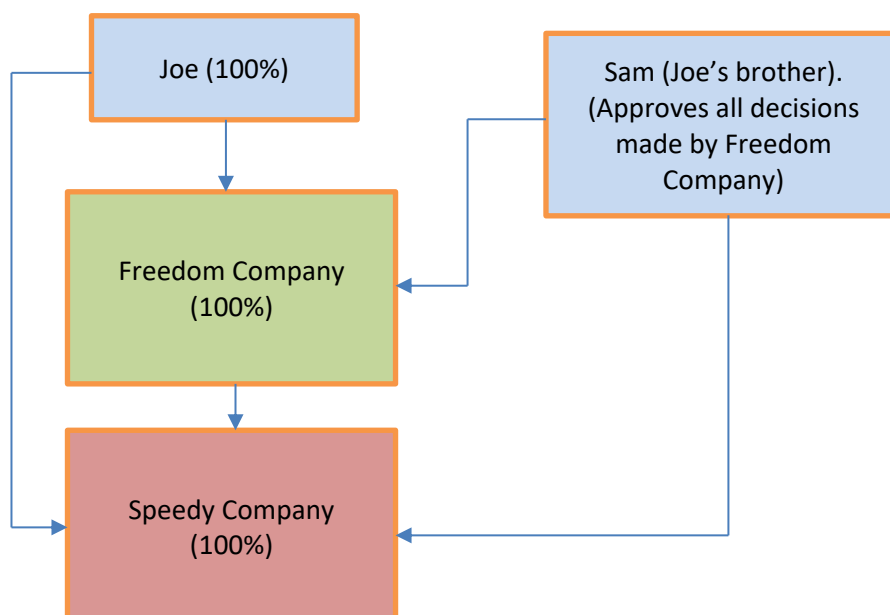 Joe (100%)
Sam (Joe’s brother).
(Approves all decisions
made by Freedom
Company)
Freedom Company
(100%)
Speedy Company
(100%)